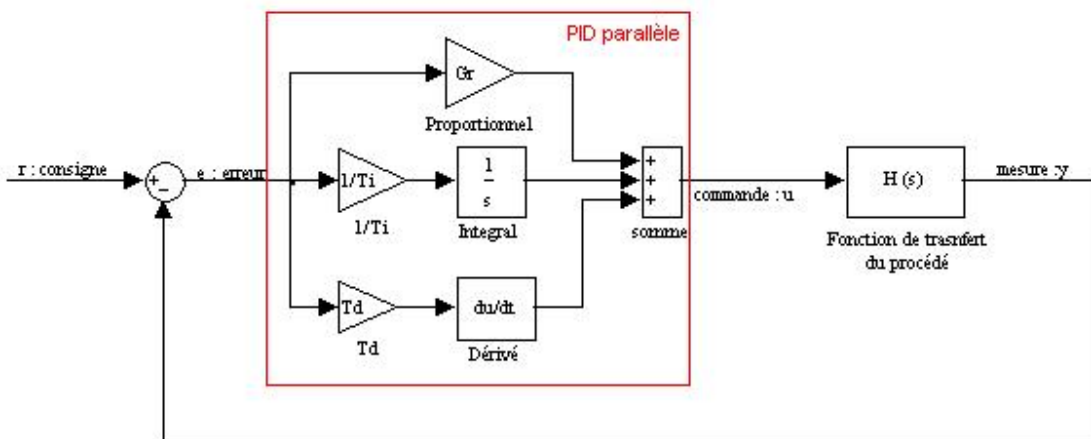 PID parallèle
Gr
Proportionnel
r : consigne
+
−
e : erreur
1/Ti
1/Ti
1
s
Integral
+
+
+
somme
commande : u
H (s)
mesure :y
Fonction de trasnfert
du procédé
Td
Td
du/dt
Dérivé